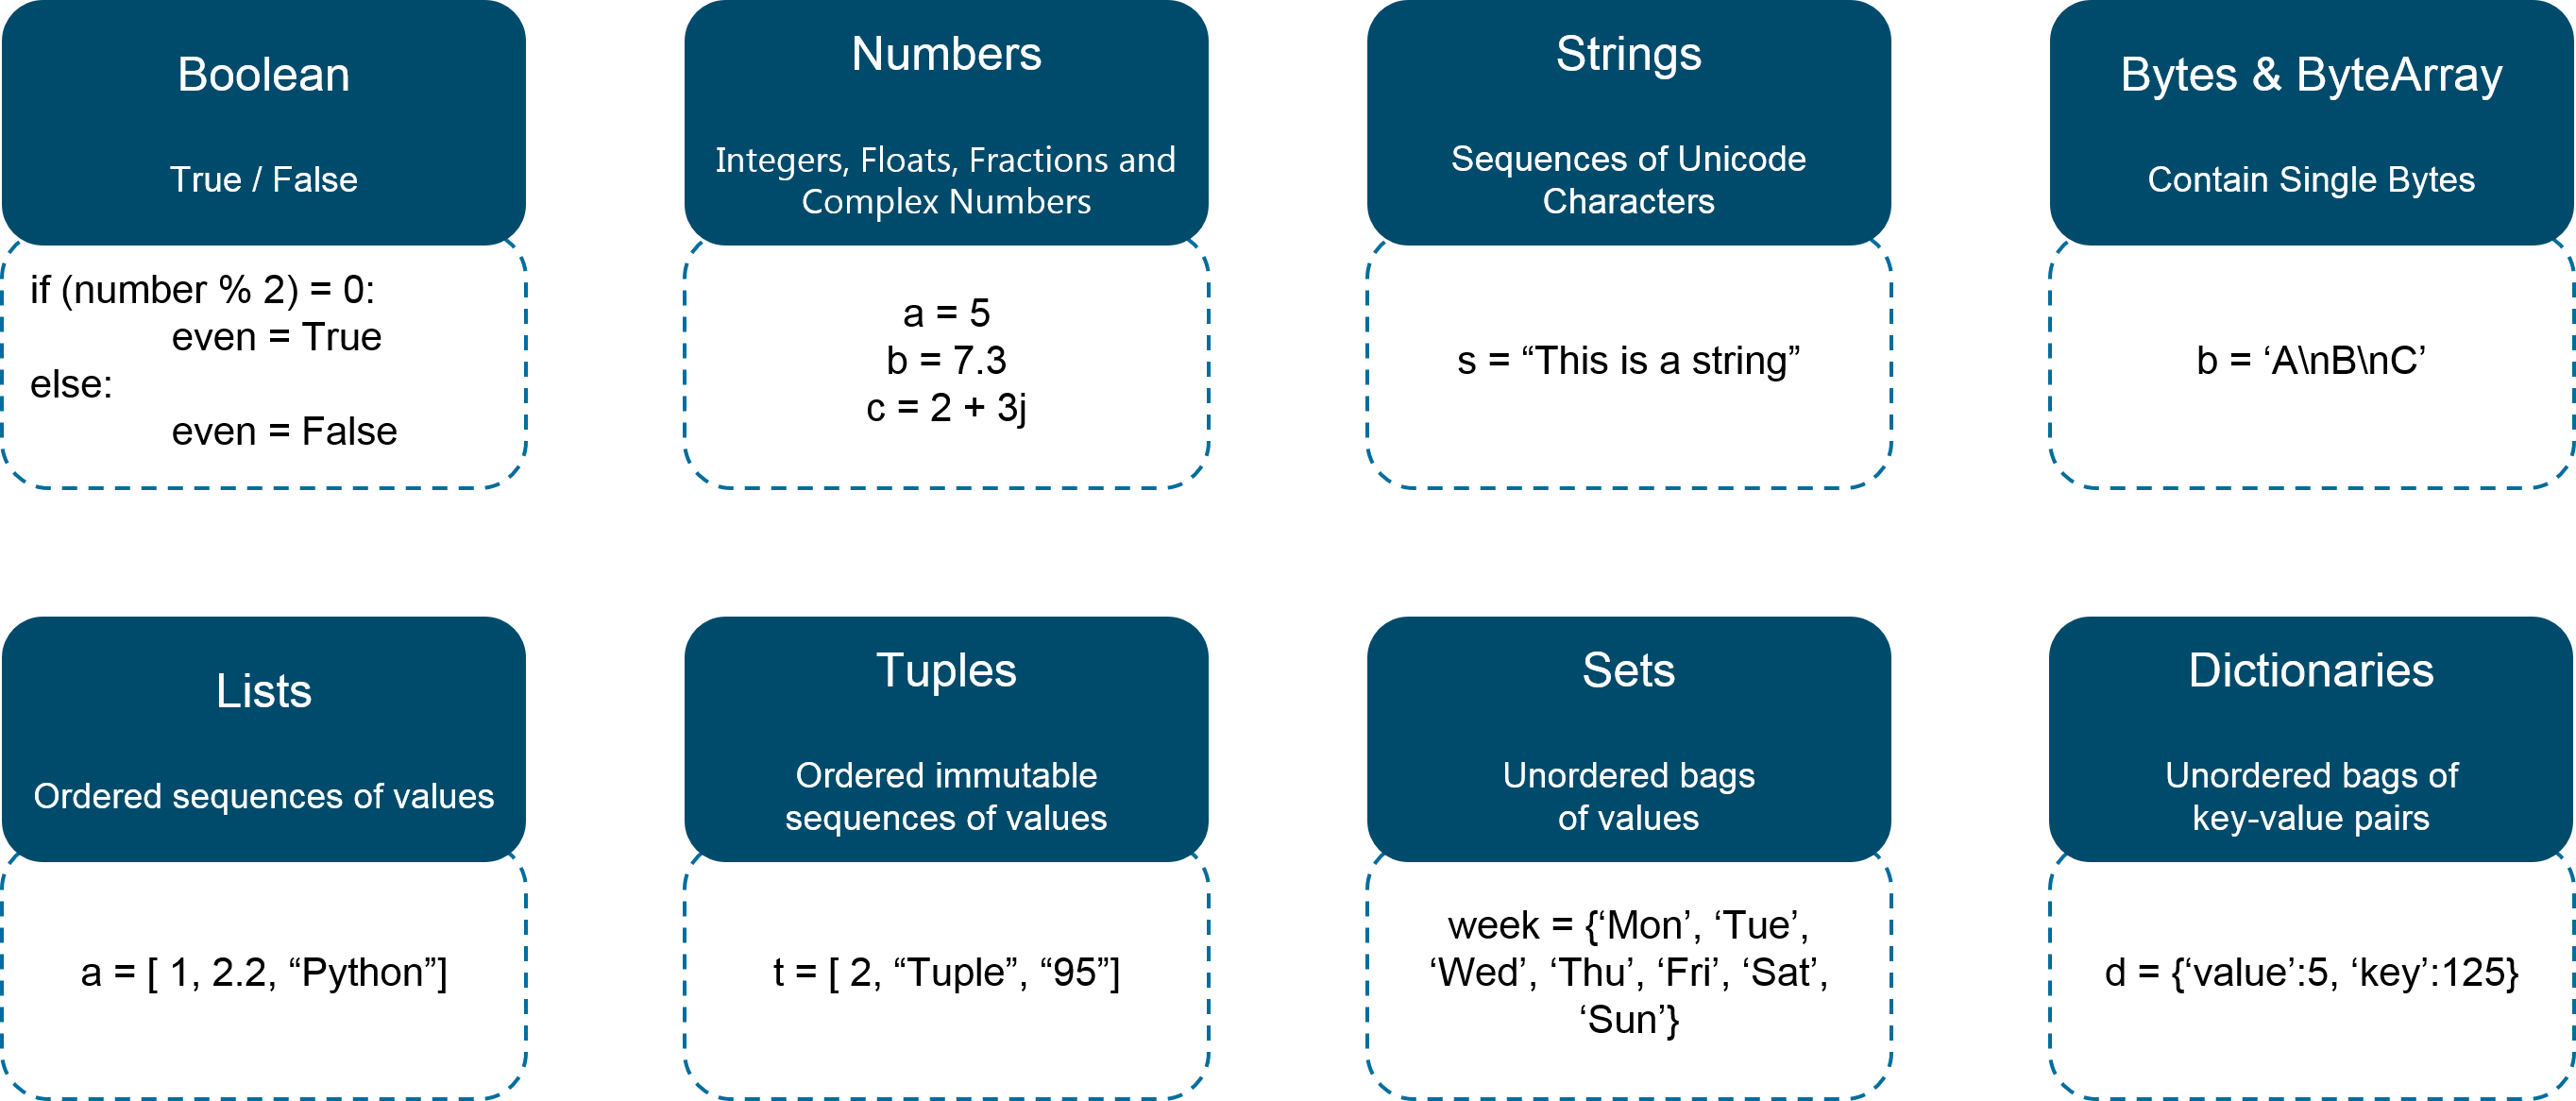 Boolean
True / False
if (number % 2) = 0:
even = True
else:
even = False
Numbers
Integers, Floats, Fractions and
Complex Numbers
a = 5
b = 7.3
c = 2 + 3j
Strings
Sequences of Unicode
Characters
s = “This is a string”
Bytes & ByteArray
Contain Single Bytes
b = ‘A\nB\nC’
Lists
Ordered sequences of values
a = [ 1, 2.2, “Python”]
Tuples
Ordered immutable
sequences of values
t = [ 2, “Tuple”, “95”]
Sets
Unordered bags
of values
week = {‘Mon’, ‘Tue’,
‘Wed’, ‘Thu’, ‘Fri’, ‘Sat’,
‘Sun’}
Dictionaries
Unordered bags of
key-value pairs
d = {‘value’:5, ‘key’:125}